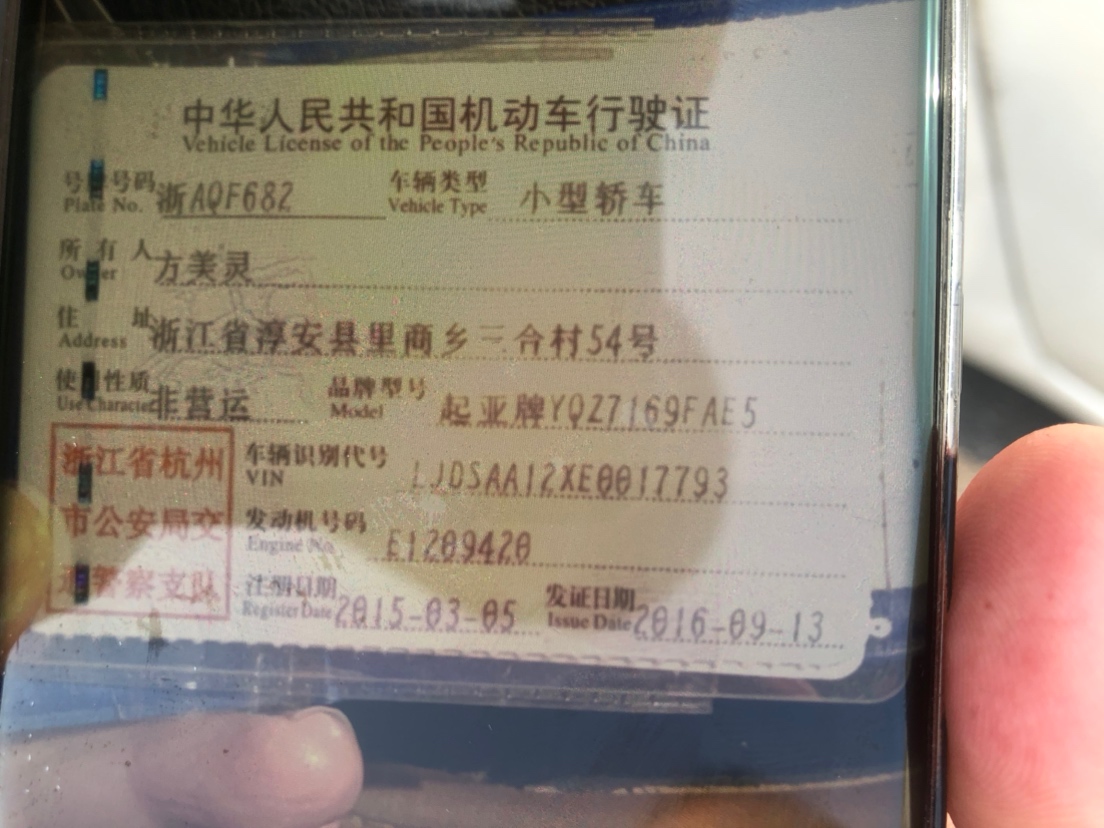 中华人民共和国机动车行驶证
Vehicle License of the People's Republic of China
号牌号码 浙AQF682 车辆类型 小型轿车
Plate No. Vehicle Type
所有人 方美灵
Owner
住址 浙江省淳安县里商乡三合村54号
Address
使用性质 非营运 品牌型号 起亚牌YQZ7169FAE5
Use Character Model
浙江省杭州
市公安局交
通警察支队
车辆识别代号 LJDSAA12XE0017793
VIN
发动机号码 E1209420
Engine No.
注册日期 2015-03-05 发证日期 2016-09-13
Register Date Issue Date